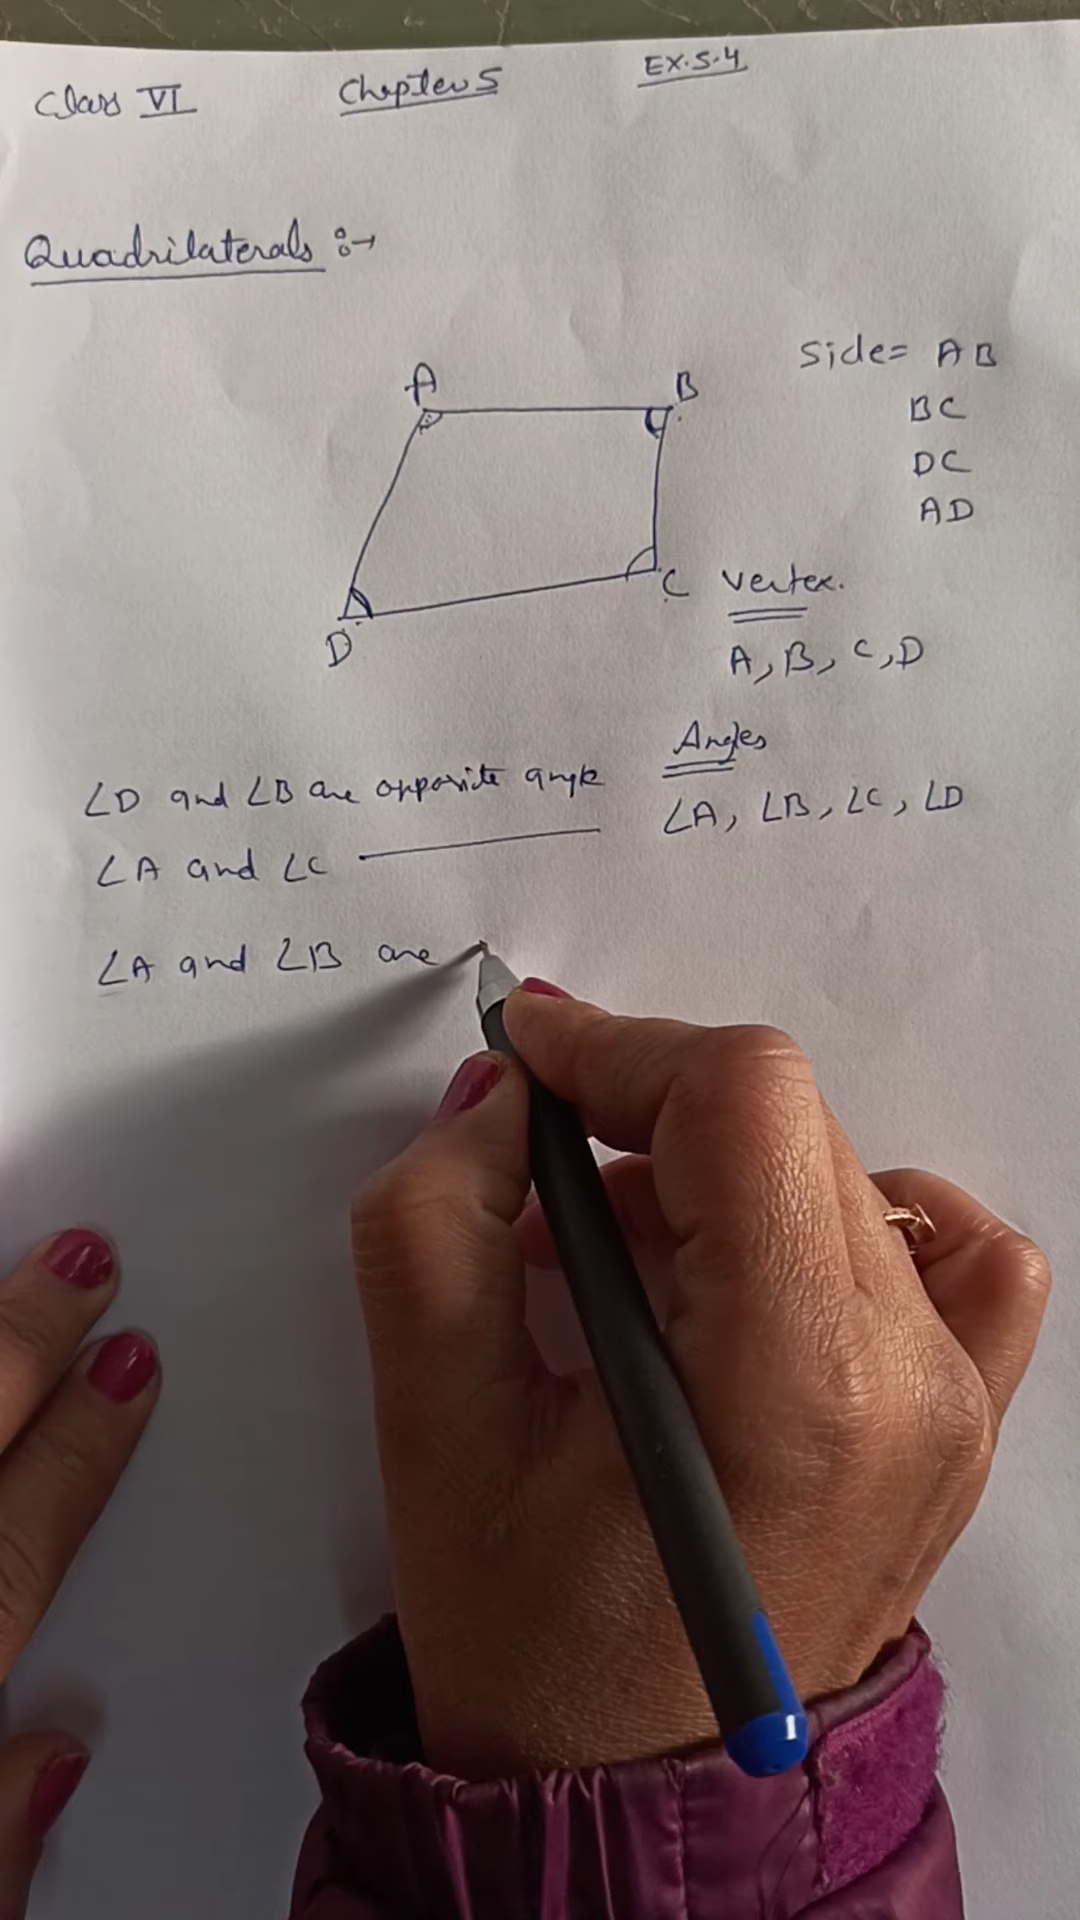 Class VI Chapter 5 EX.5.4
Quadrilaterals :→
A B
C
D
Side= AB
BC
DC
AD
Vertex.
A, B, C, D
Angles
∠A, ∠B, ∠C, ∠D
∠D and ∠B are opposite angle
∠A and ∠C ———
∠A and ∠B are